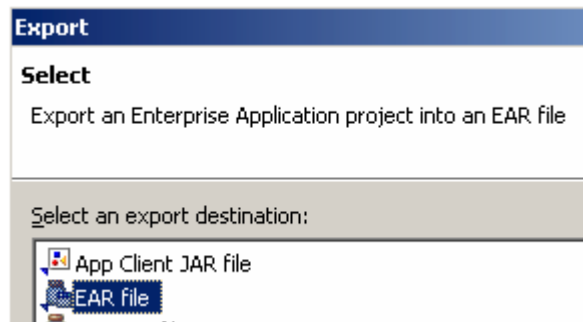 Export
Select
Export an Enterprise Application project into an EAR file
Select an export destination:
App Client JAR file
EAR file